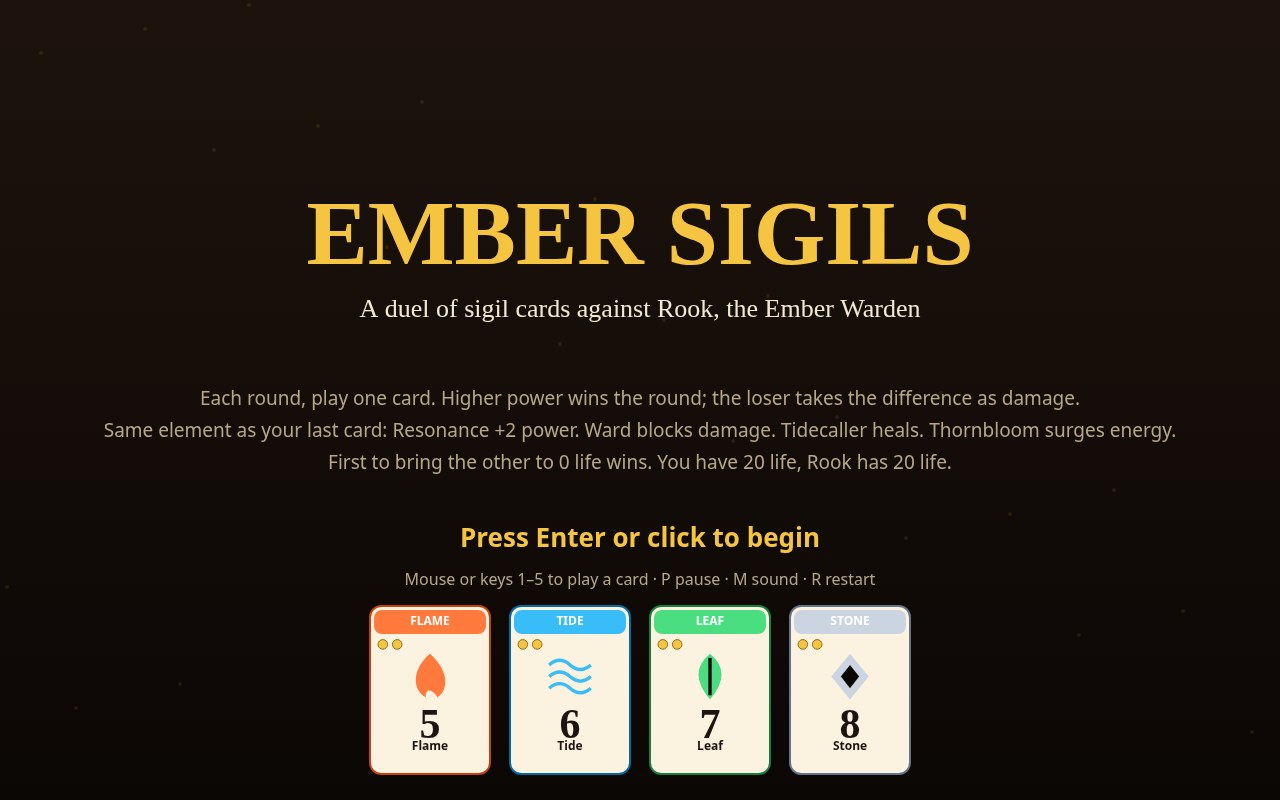 EMBER SIGILS
A duel of sigil cards against Rook, the Ember Warden
Each round, play one card. Higher power wins the round; the loser takes the difference as damage.
Same element as your last card: Resonance +2 power. Ward blocks damage. Tidecaller heals. Thornbloom surges energy.
First to bring the other to 0 life wins. You have 20 life, Rook has 20 life.
Press Enter or click to begin
Mouse or keys 1–5 to play a card · P pause · M sound · R restart
FLAME
5
Flame
TIDE
6
Tide
LEAF
7
Leaf
STONE
8
Stone